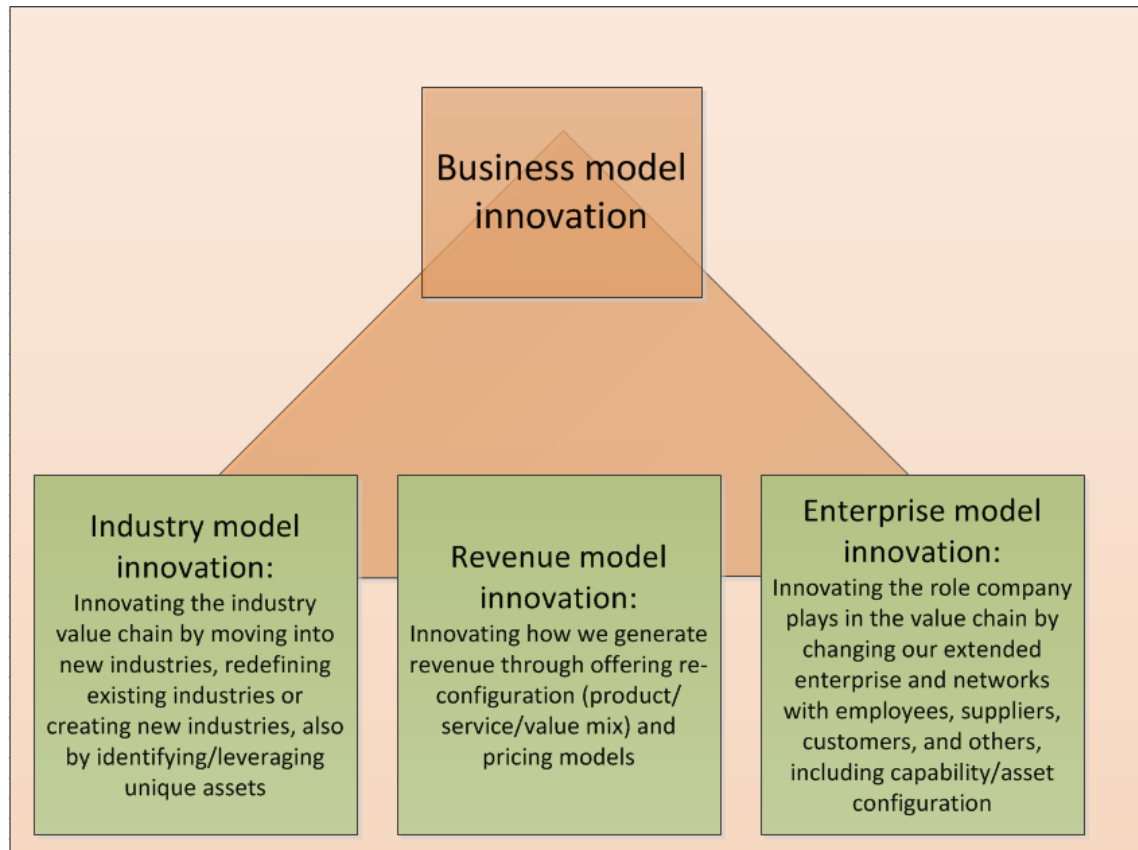 Business model
innovation
Industry model
innovation:
Innovating the industry
value chain by moving into
new industries, redefining
existing industries or
creating new industries, also
by identifying/leveraging
unique assets
Revenue model
innovation:
Innovating how we generate
revenue through offering re-
configuration (product/
service/value mix) and
pricing models
Enterprise model
innovation:
Innovating the role company
plays in the value chain by
changing our extended
enterprise and networks
with employees, suppliers,
customers, and others,
including capability/asset
configuration